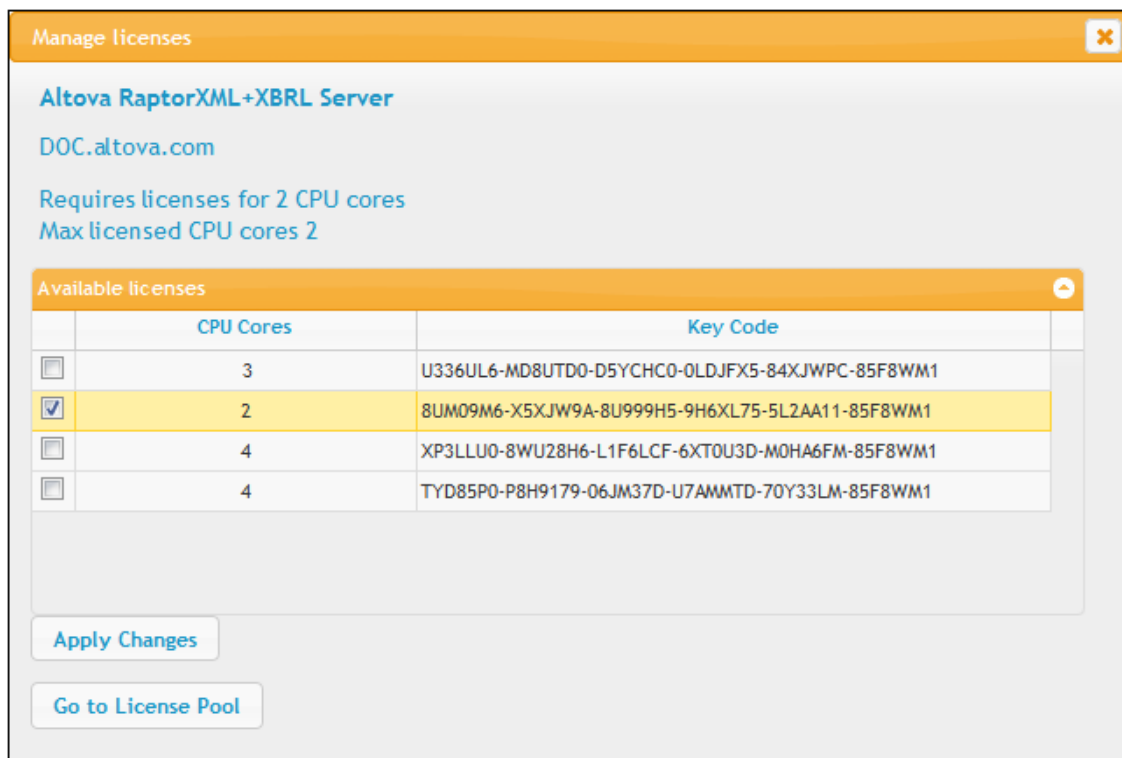 Manage licenses
Altova RaptorXML+XBRL Server
DOC.altova.com
Requires licenses for 2 CPU cores
Max licensed CPU cores 2
Available licenses
CPU Cores Key Code
3 U336UL6-MD8UTD0-D5YCHC0-0LDJFX5-84XJWPC-85F8WM1
2 8UM09M6-X5XJW9A-8U999H5-9H6XL75-5L2AA11-85F8WM1
4 XP3LLU0-8WU28H6-L1F6LCF-6XT0U3D-M0HA6FM-85F8WM1
4 TYD85P0-P8H9179-06JM37D-U7AMMTD-70Y33LM-85F8WM1
Apply Changes
Go to License Pool